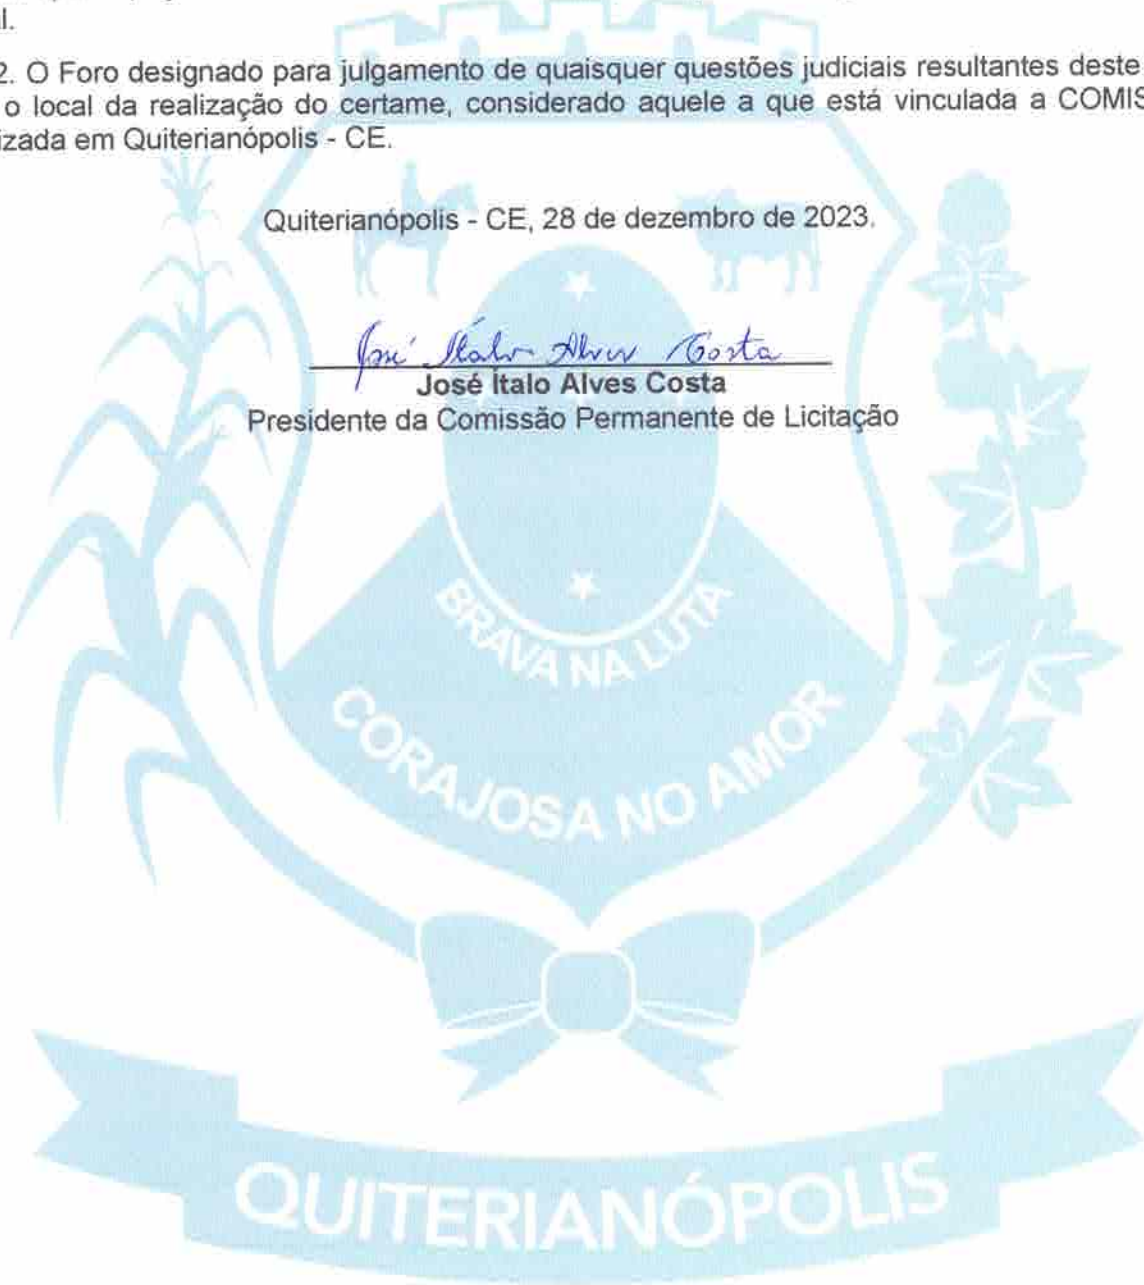 l.
2. O Foro designado para julgamento de quaisquer questões judiciais resultantes deste
o local da realização do certame, considerado aquele a que está vinculada a COMIS
izada em Quiterianópolis - CE.
Quiterianópolis - CE, 28 de dezembro de 2023.
José Ítalo Alves Costa
José Ítalo Alves Costa
Presidente da Comissão Permanente de Licitação
BRAVA NA LUTA
CORAJOSA NO AMOR
QUITERIANÓPOLIS